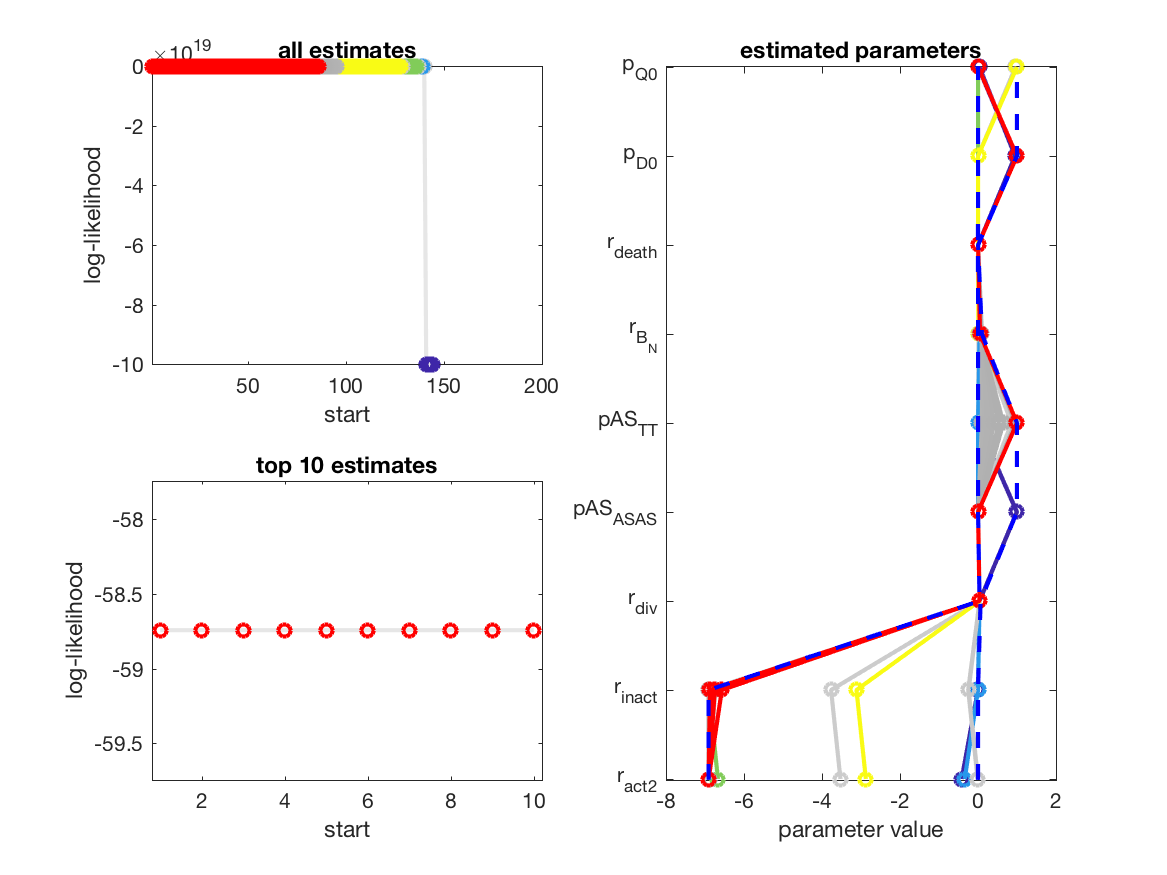 ×10^19
all estimates
0
-2
-4
-6
-8
-10
50
100
150
200
log-likelihood
start
top 10 estimates
-58
-58.5
-59
-59.5
2
4
6
8
10
log-likelihood
start
estimated parameters
p_Q0
p_D0
r_death
r_B_N
pAS_TT
pAS_ASAS
r_div
r_inact
r_act2
-8
-6
-4
-2
0
2
parameter value